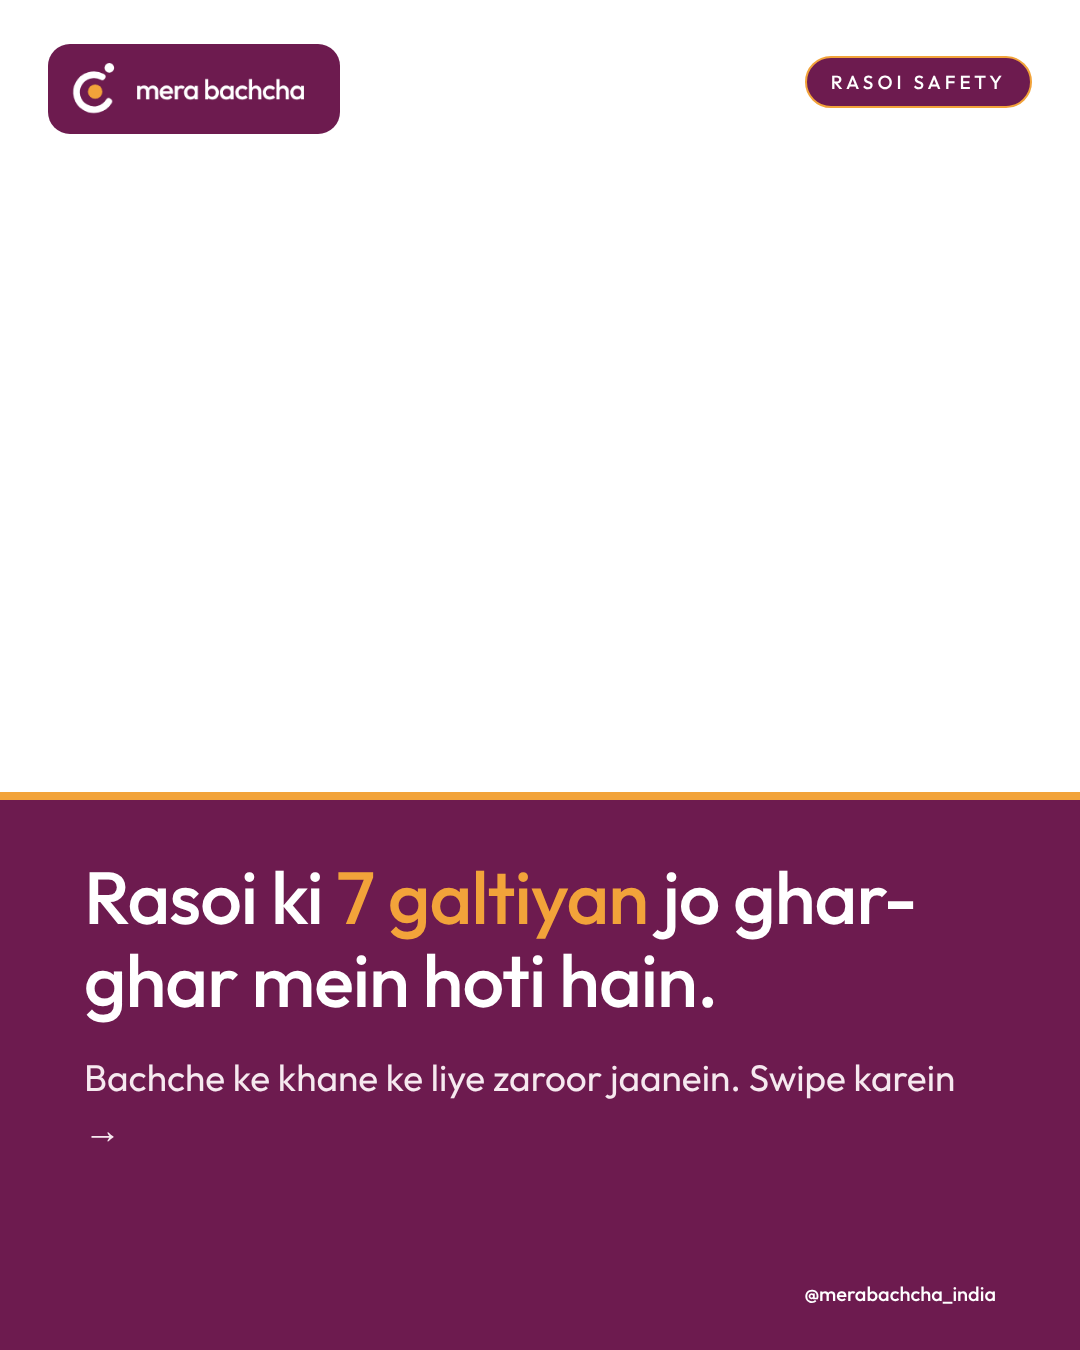 mera bachcha
RASOI SAFETY
Rasoi ki 7 galtiyan jo ghar-
ghar mein hoti hain.
Bachche ke khane ke liye zaroor jaanein. Swipe karein
→
@merabachcha_india